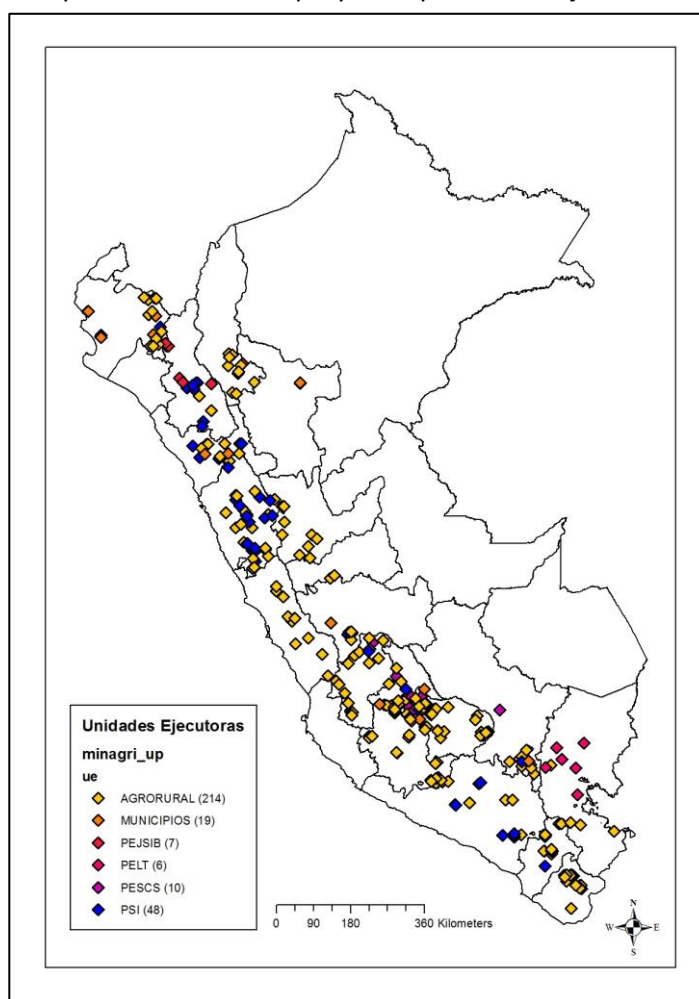 Unidades Ejecutoras
minagri_up
ue
AGRORURAL (214)
MUNICIPIOS (19)
PEJSIB (7)
PELT (6)
PESCS (10)
PSI (48)
0 90 180 360 Kilometers
N
W E
S